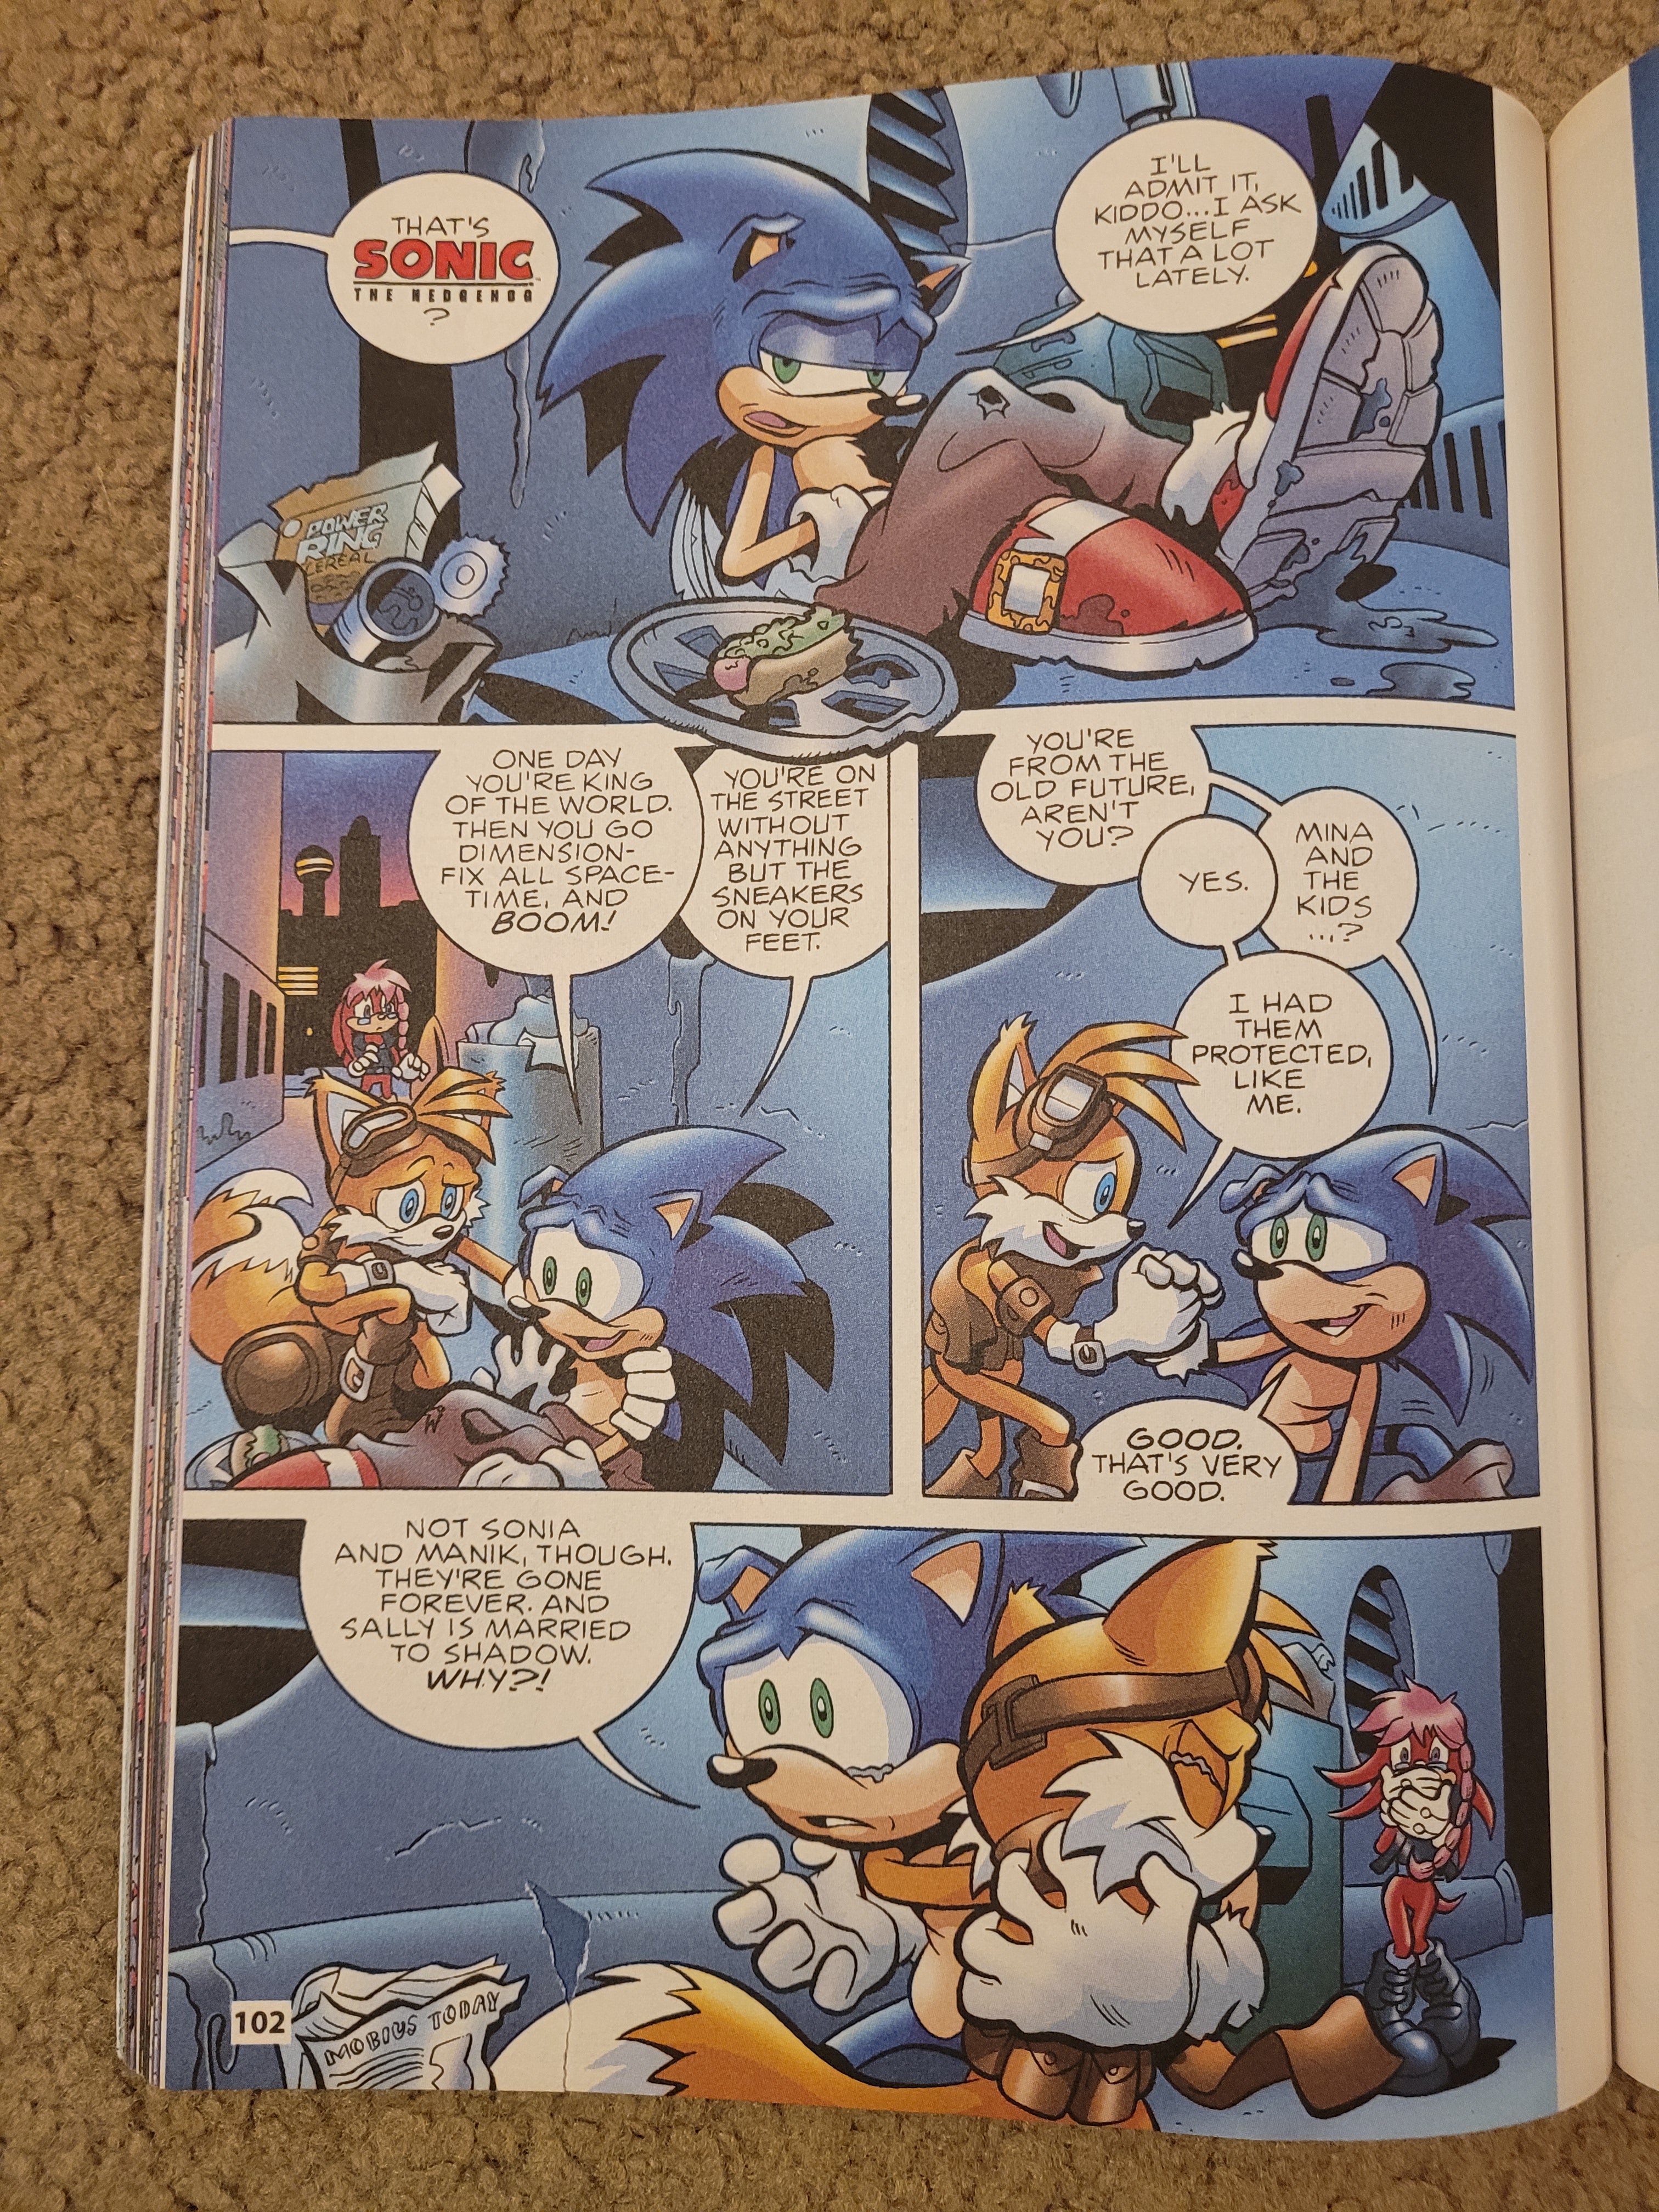 THAT'S
SONIC
THE HEDGEHOG
?
I'LL
ADMIT IT,
KIDDO...I ASK
MYSELF
THAT A LOT
LATELY.
POWER
RING
CEREAL
ONE DAY
YOU'RE KING
OF THE WORLD.
THEN YOU GO
DIMENSION-
FIX ALL SPACE-
TIME, AND
BOOM!
YOU'RE ON
THE STREET
WITHOUT
ANYTHING
BUT THE
SNEAKERS
ON YOUR
FEET.
YOU'RE
FROM THE
OLD FUTURE,
AREN'T
YOU?
YES.
MINA
AND
THE
KIDS
...?
I HAD
THEM
PROTECTED,
LIKE
ME.
GOOD.
THAT'S VERY
GOOD.
NOT SONIA
AND MANIK, THOUGH.
THEY'RE GONE
FOREVER. AND
SALLY IS MARRIED
TO SHADOW.
WHY?!
MOBIUS TODAY
102